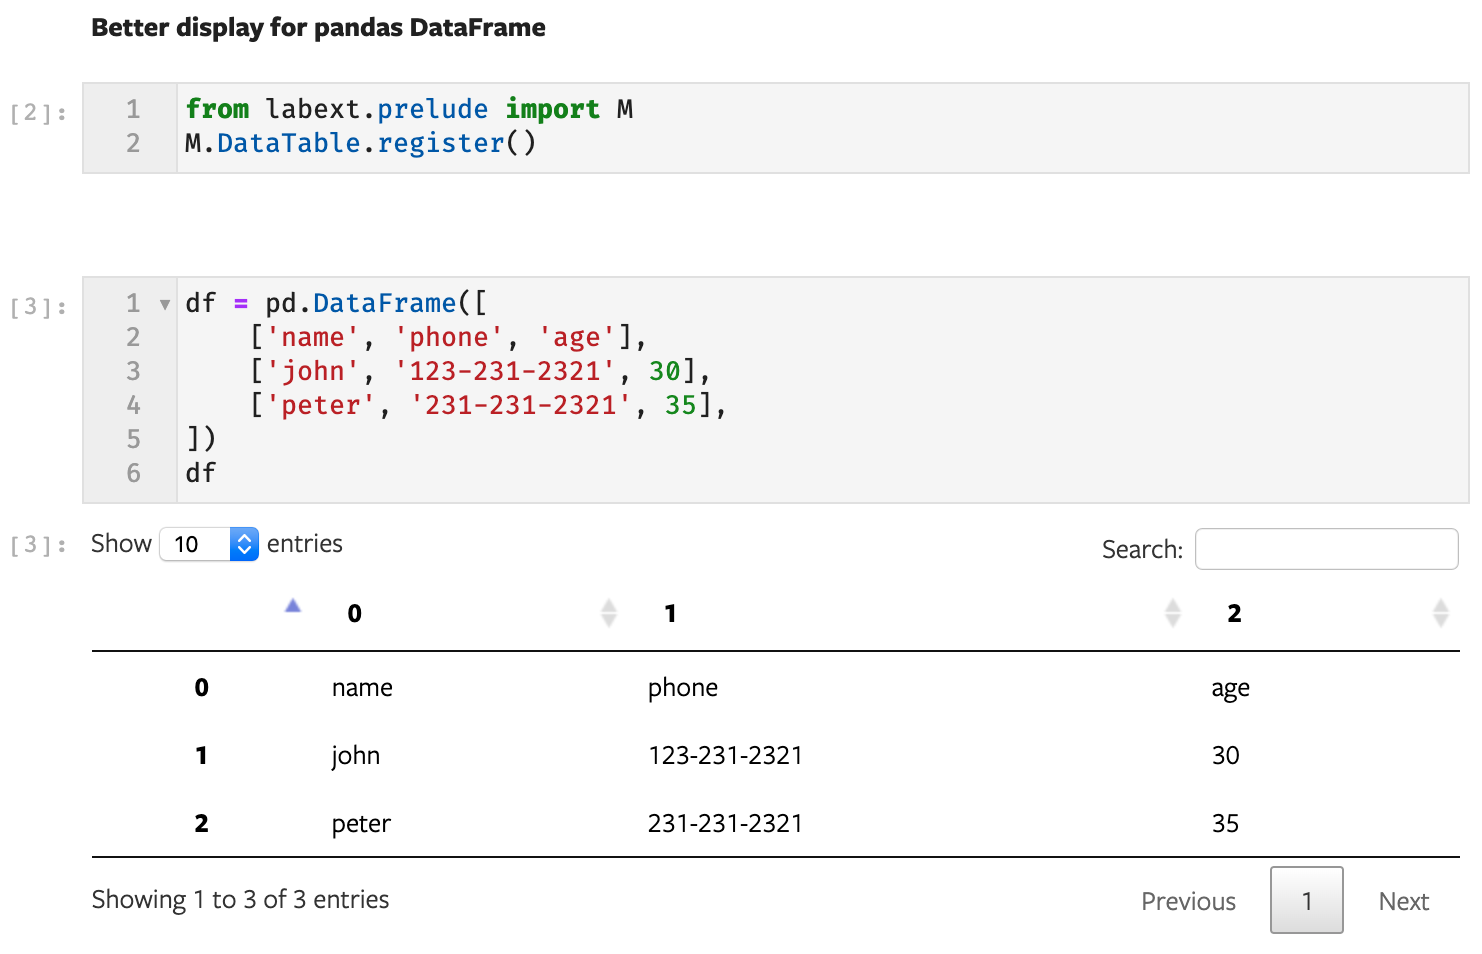 Better display for pandas DataFrame
[2]:
1 from labext.prelude import M
2 M.DataTable.register()
[3]:
1 df = pd.DataFrame([
2     ['name', 'phone', 'age'],
3     ['john', '123-231-2321', 30],
4     ['peter', '231-231-2321', 35],
5 ])
6 df
[3]: Show 10 entries Search:
0 1 2
0 name phone age
1 john 123-231-2321 30
2 peter 231-231-2321 35
Showing 1 to 3 of 3 entries Previous 1 Next